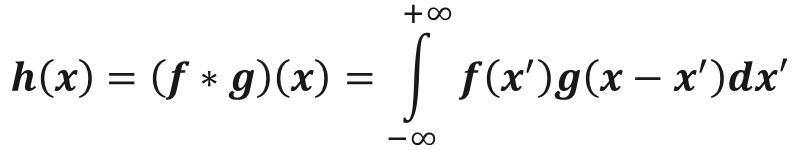 h(x) = (f * g)(x) = ∫_{-∞}^{+∞} f(x')g(x − x')dx'